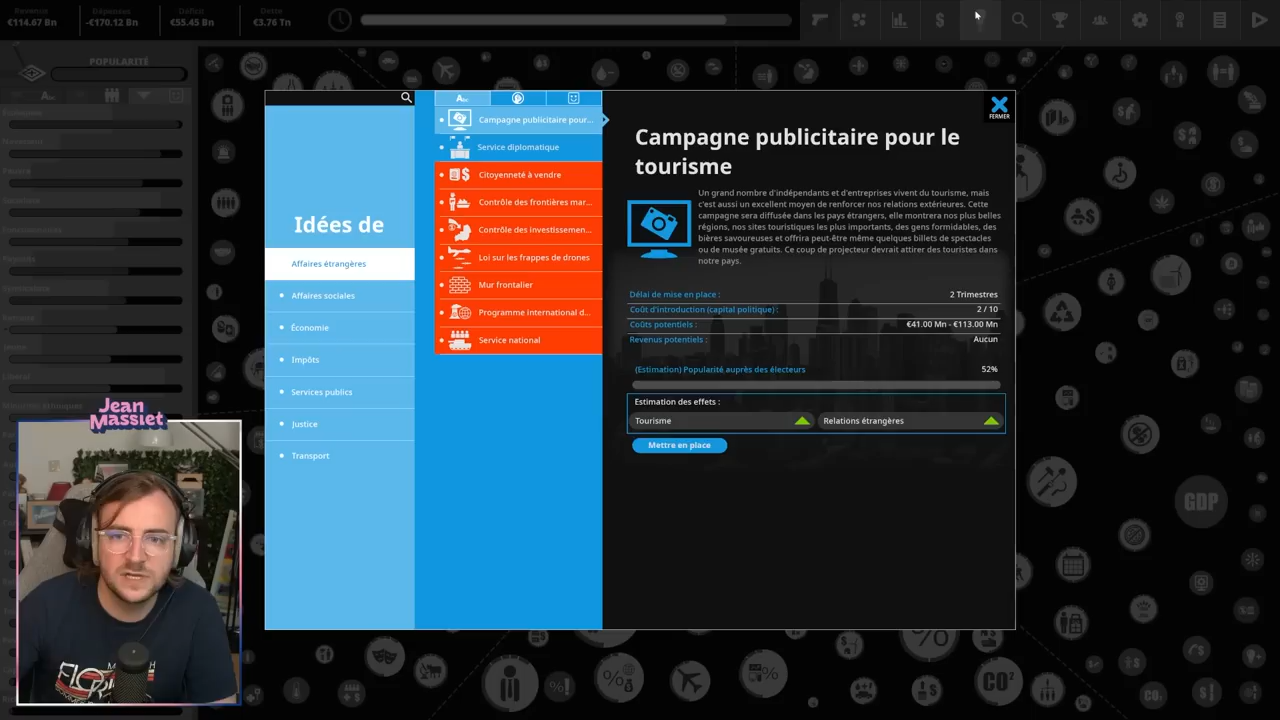 Revenus
Dépenses
Déficit
Dette
€114.67 Bn
-€170.12 Bn
€55.45 Bn
€3.76 Tn
POPULARITÉ
Idées de
Affaires étrangères
Affaires sociales
Économie
Impôts
Services publics
Justice
Transport
Campagne publicitaire pour...
Service diplomatique
Citoyenneté à vendre
Contrôle des frontières mar...
Contrôle des investissemen...
Loi sur les frappes de drones
Mur frontalier
Programme international d...
Service national
FERMER
Campagne publicitaire pour le
tourisme
Un grand nombre d'indépendants et d'entreprises vivent du tourisme, mais
c'est aussi un excellent moyen de renforcer nos relations extérieures. Cette
campagne sera diffusée dans les pays étrangers, elle montrera nos plus belles
régions, nos sites touristiques les plus importants, des gens formidables, des
bières savoureuses et offrira peut-être même quelques billets de spectacles
ou de musée gratuits. Ce coup de projecteur devrait attirer des touristes dans
notre pays.
Délai de mise en place : 2 Trimestres
Coût d'introduction (capital politique) : 2 / 10
Coûts potentiels : €41.00 Mn - €113.00 Mn
Revenus potentiels : Aucun
(Estimation) Popularité auprès des électeurs 52%
Estimation des effets :
Tourisme
Relations étrangères
Mettre en place
Jean
Massiet
GDP
CO²